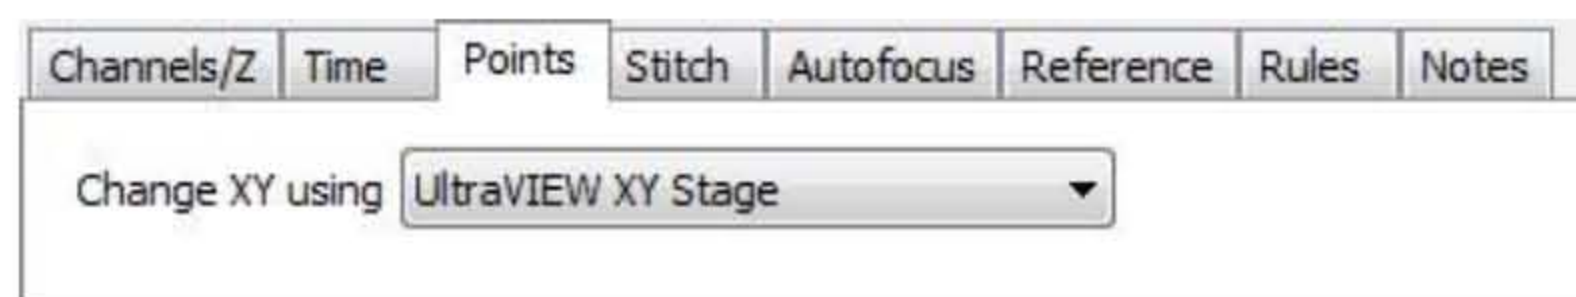 Channels/Z Time Points Stitch Autofocus Reference Rules Notes
Change XY using UltraVIEW XY Stage